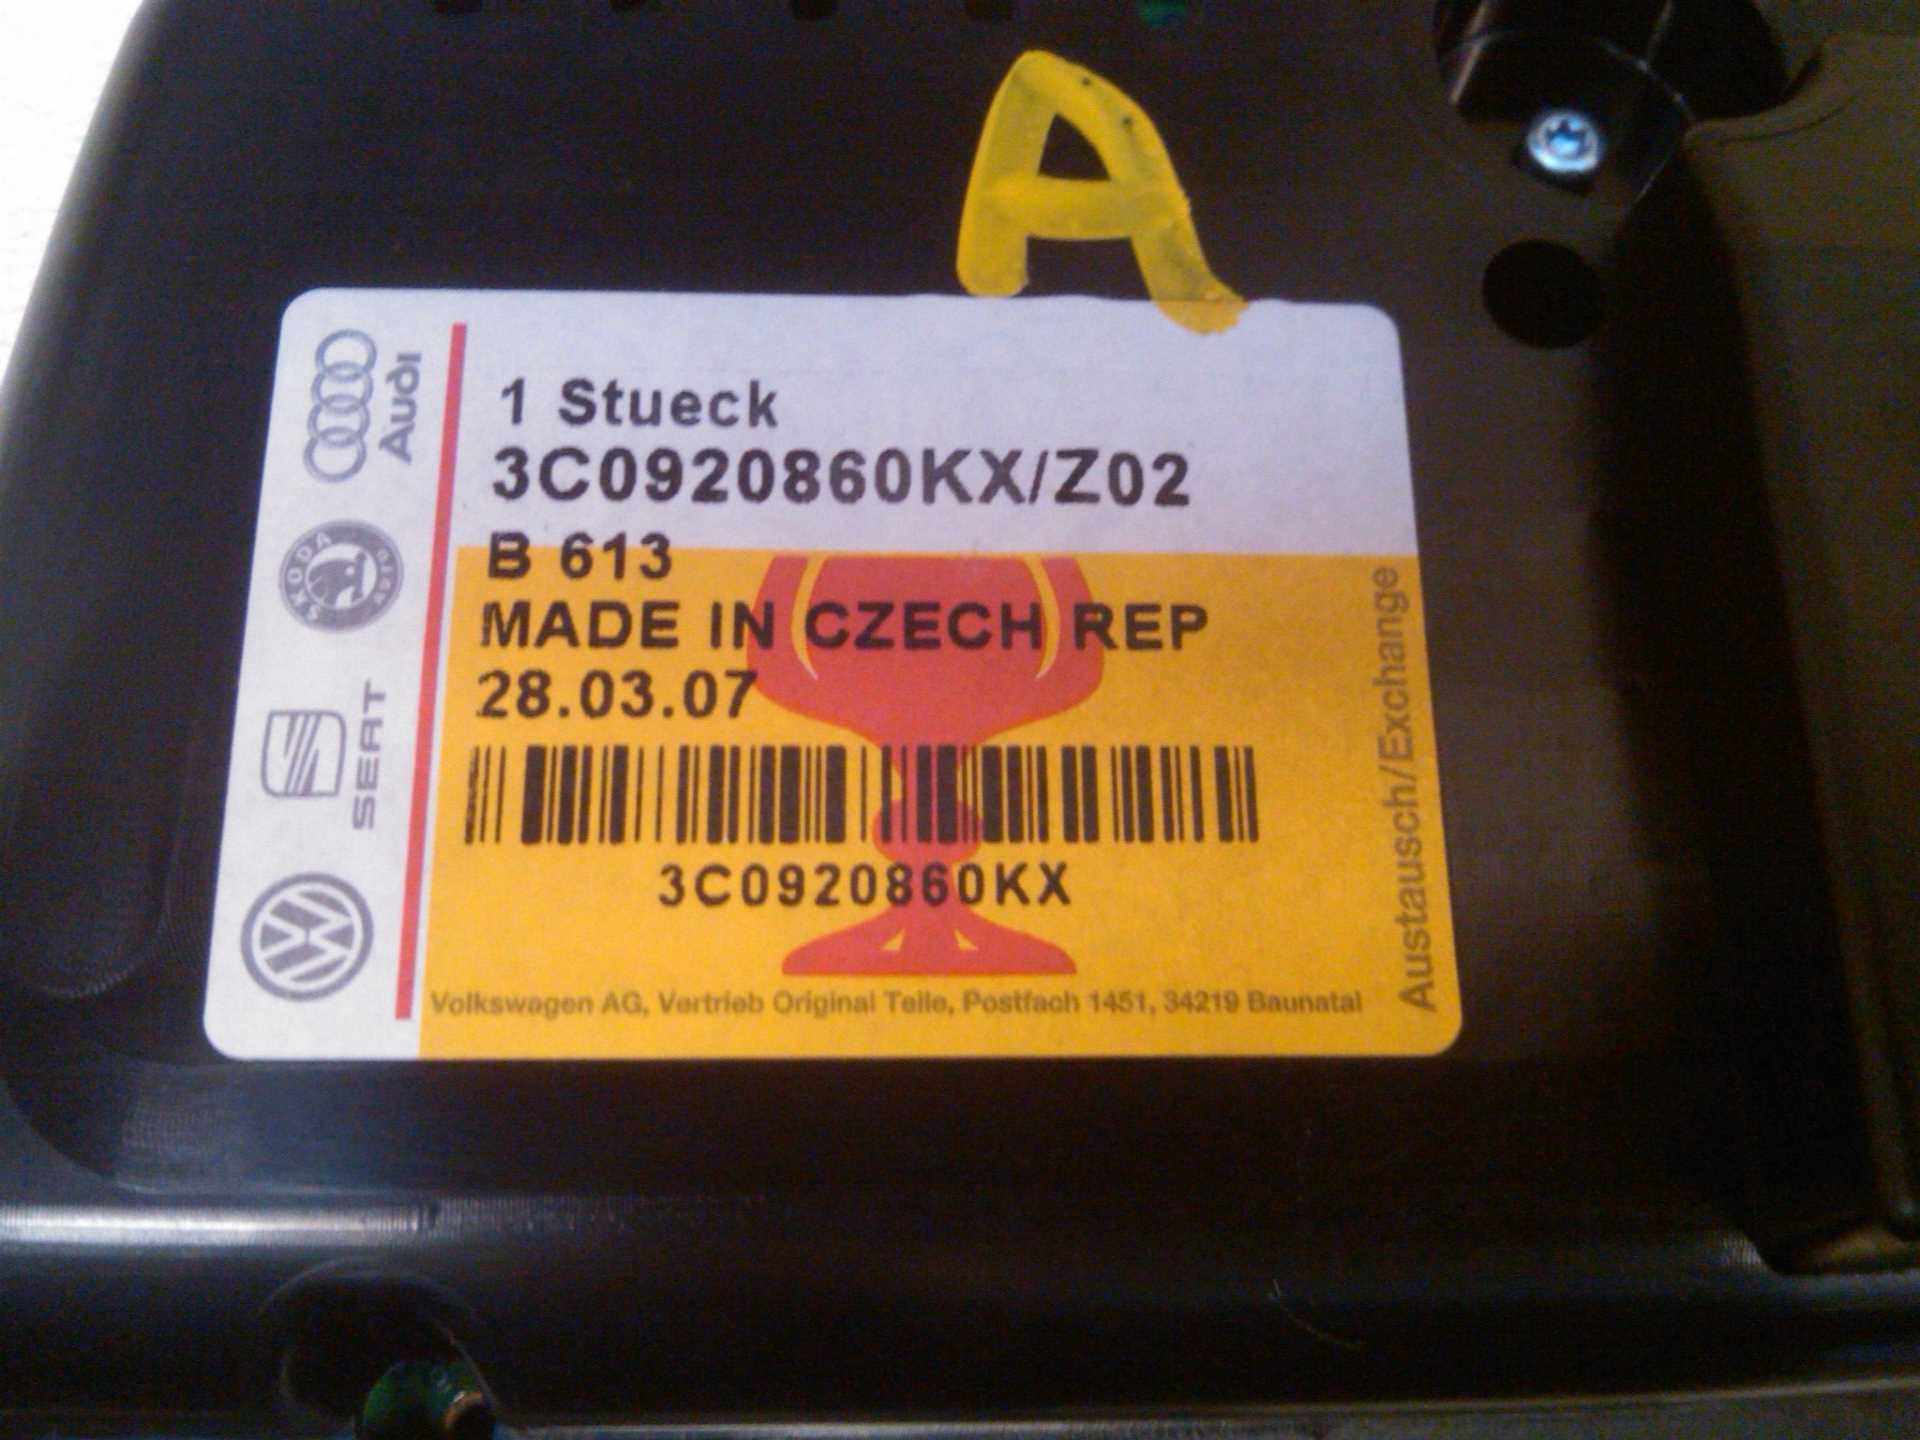 A
1 Stueck
3C0920860KX/Z02
B 613
MADE IN CZECH REP
28.03.07
3C0920860KX
Volkswagen AG, Vertrieb Original Teile, Postfach 1451, 34219 Baunatal
Austausch/Exchange
Audi
SKODA AUTO
SEAT